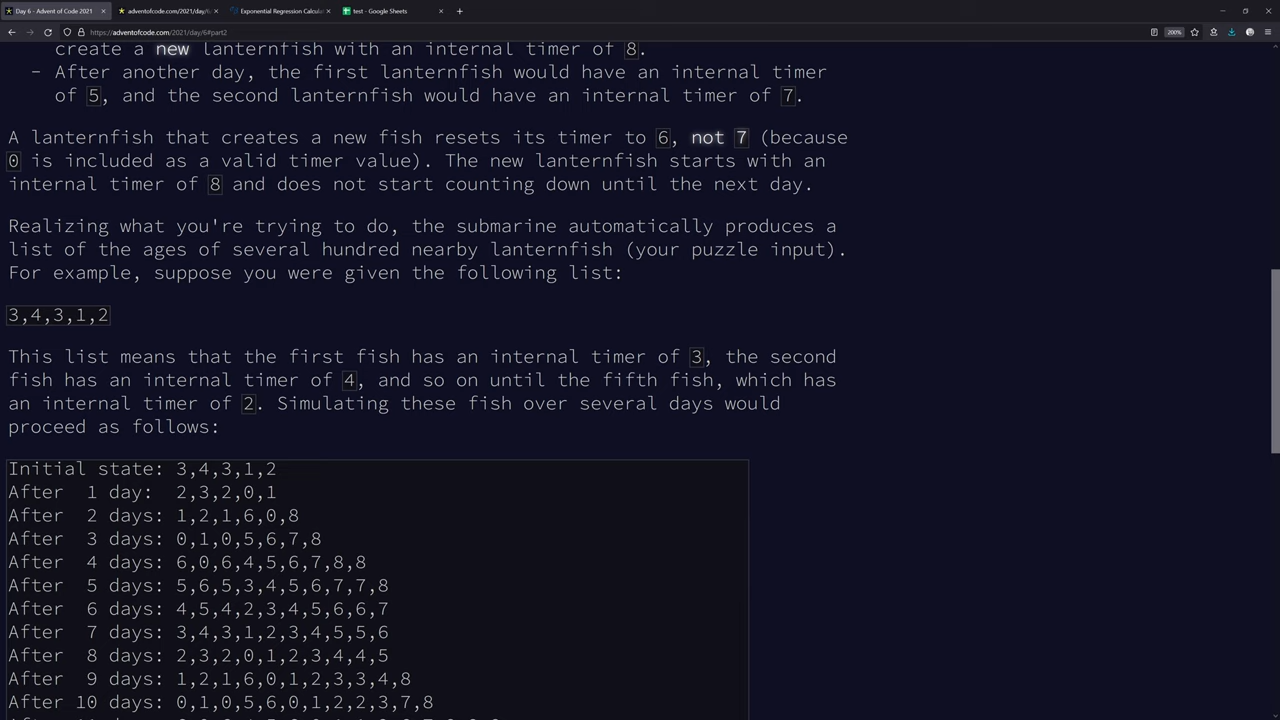 Day 6 - Advent of Code 2021
adventofcode.com/2021/day/6
Exponential Regression Calcula
test - Google Sheets
https://adventofcode.com/2021/day/6#part2
200%
create a new lanternfish with an internal timer of 8.
- After another day, the first lanternfish would have an internal timer
of 5, and the second lanternfish would have an internal timer of 7.
A lanternfish that creates a new fish resets its timer to 6, not 7 (because
0 is included as a valid timer value). The new lanternfish starts with an
internal timer of 8 and does not start counting down until the next day.
Realizing what you're trying to do, the submarine automatically produces a
list of the ages of several hundred nearby lanternfish (your puzzle input).
For example, suppose you were given the following list:
3,4,3,1,2
This list means that the first fish has an internal timer of 3, the second
fish has an internal timer of 4, and so on until the fifth fish, which has
an internal timer of 2. Simulating these fish over several days would
proceed as follows:
Initial state: 3,4,3,1,2
After  1 day:  2,3,2,0,1
After  2 days: 1,2,1,6,0,8
After  3 days: 0,1,0,5,6,7,8
After  4 days: 6,0,6,4,5,6,7,8,8
After  5 days: 5,6,5,3,4,5,6,7,7,8
After  6 days: 4,5,4,2,3,4,5,6,6,7
After  7 days: 3,4,3,1,2,3,4,5,5,6
After  8 days: 2,3,2,0,1,2,3,4,4,5
After  9 days: 1,2,1,6,0,1,2,3,3,4,8
After 10 days: 0,1,0,5,6,0,1,2,2,3,7,8